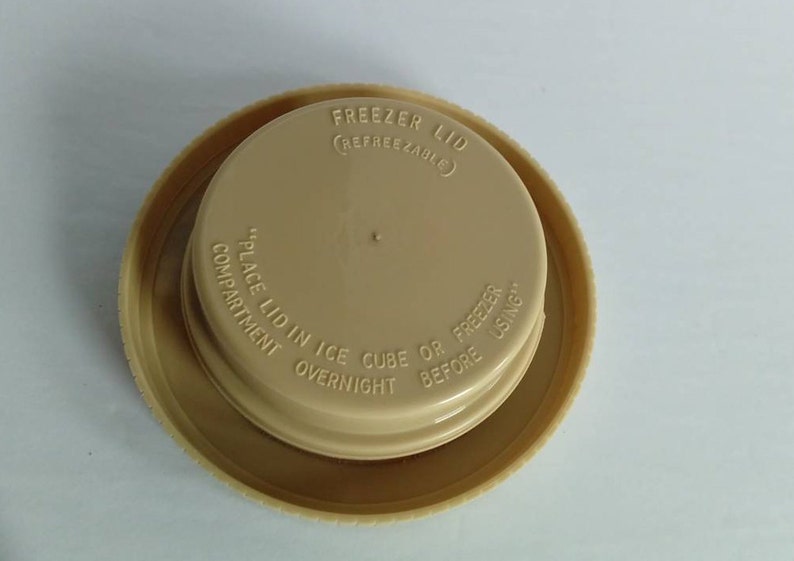 FREEZER LID
(REFREEZABLE)
"PLACE LID IN ICE CUBE OR FREEZER
COMPARTMENT OVERNIGHT BEFORE USING"